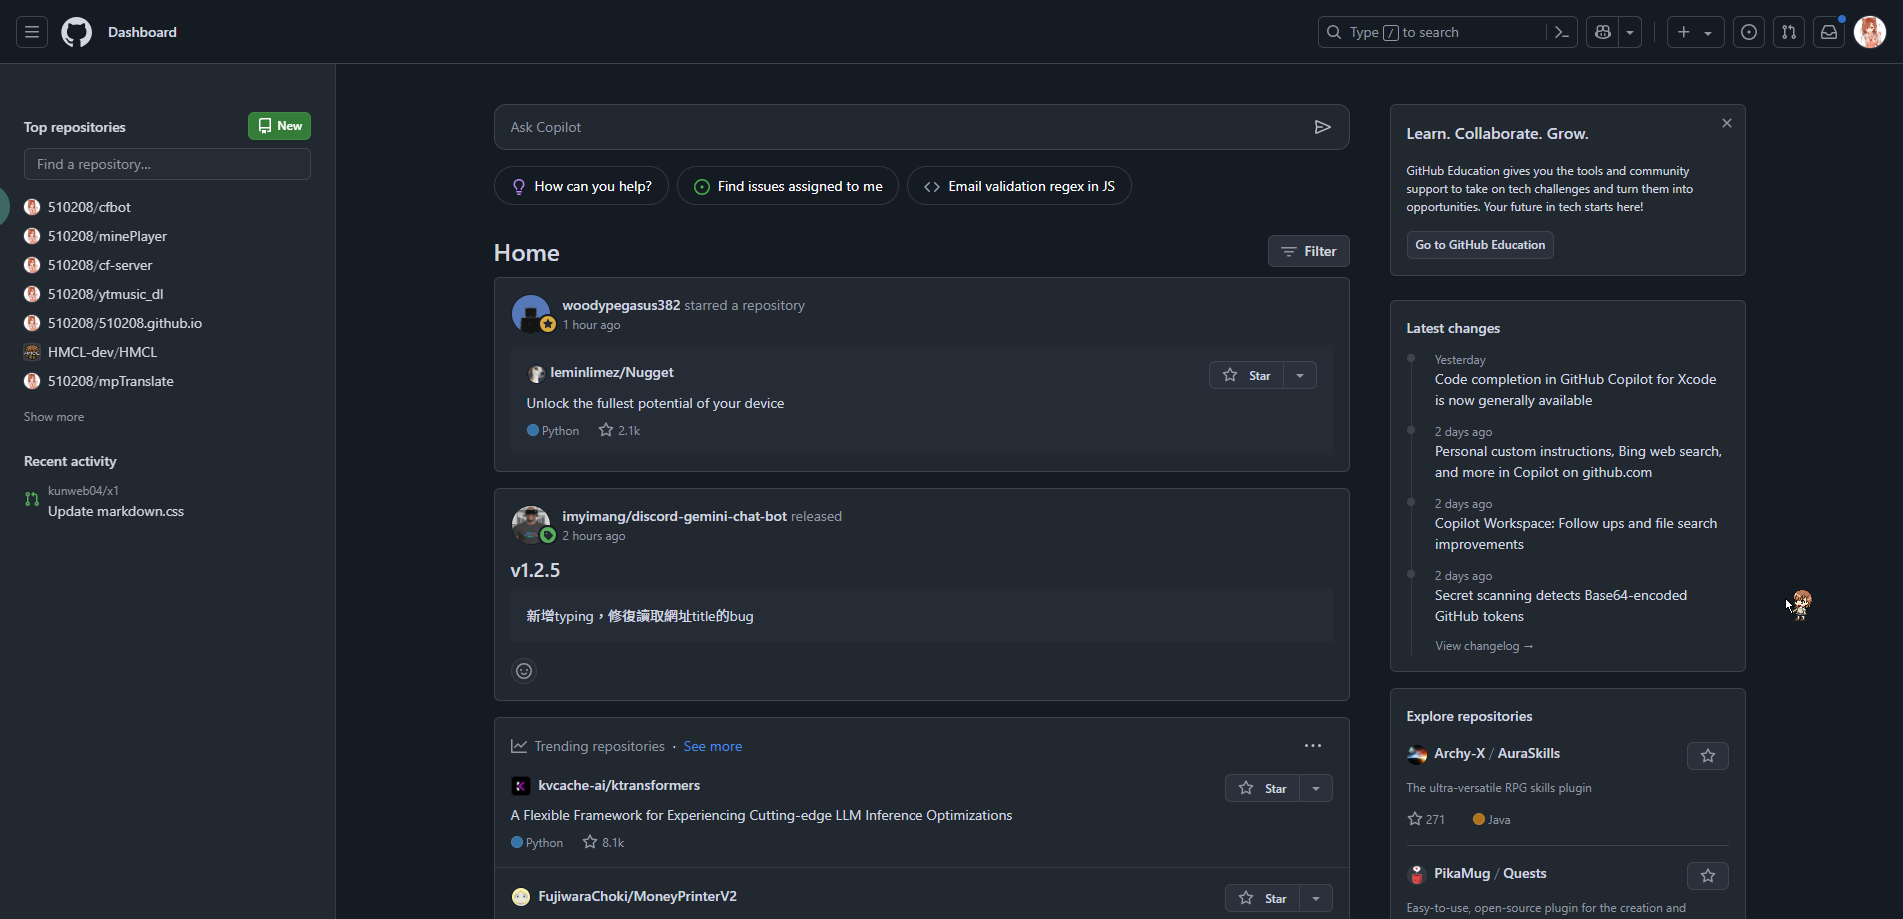 Dashboard
Type / to search
Top repositories
New
Find a repository...
510208/cfbot
510208/minePlayer
510208/cf-server
510208/ytmusic_dl
510208/510208.github.io
HMCL-dev/HMCL
510208/mpTranslate
Show more
Recent activity
kunweb04/x1
Update markdown.css
Ask Copilot
How can you help?
Find issues assigned to me
Email validation regex in JS
Home
Filter
woodypegasus382 starred a repository
1 hour ago
leminlimez/Nugget
Star
Unlock the fullest potential of your device
Python 2.1k
imyimang/discord-gemini-chat-bot released
2 hours ago
v1.2.5
新增typing，修復讀取網址title的bug
Trending repositories · See more
kvcache-ai/ktransformers
Star
A Flexible Framework for Experiencing Cutting-edge LLM Inference Optimizations
Python 8.1k
FujiwaraChoki/MoneyPrinterV2
Star
Learn. Collaborate. Grow.
GitHub Education gives you the tools and community
support to take on tech challenges and turn them into
opportunities. Your future in tech starts here!
Go to GitHub Education
Latest changes
Yesterday
Code completion in GitHub Copilot for Xcode
is now generally available
2 days ago
Personal custom instructions, Bing web search,
and more in Copilot on github.com
2 days ago
Copilot Workspace: Follow ups and file search
improvements
2 days ago
Secret scanning detects Base64-encoded
GitHub tokens
View changelog →
Explore repositories
Archy-X / AuraSkills
The ultra-versatile RPG skills plugin
271 Java
PikaMug / Quests
Easy-to-use, open-source plugin for the creation and